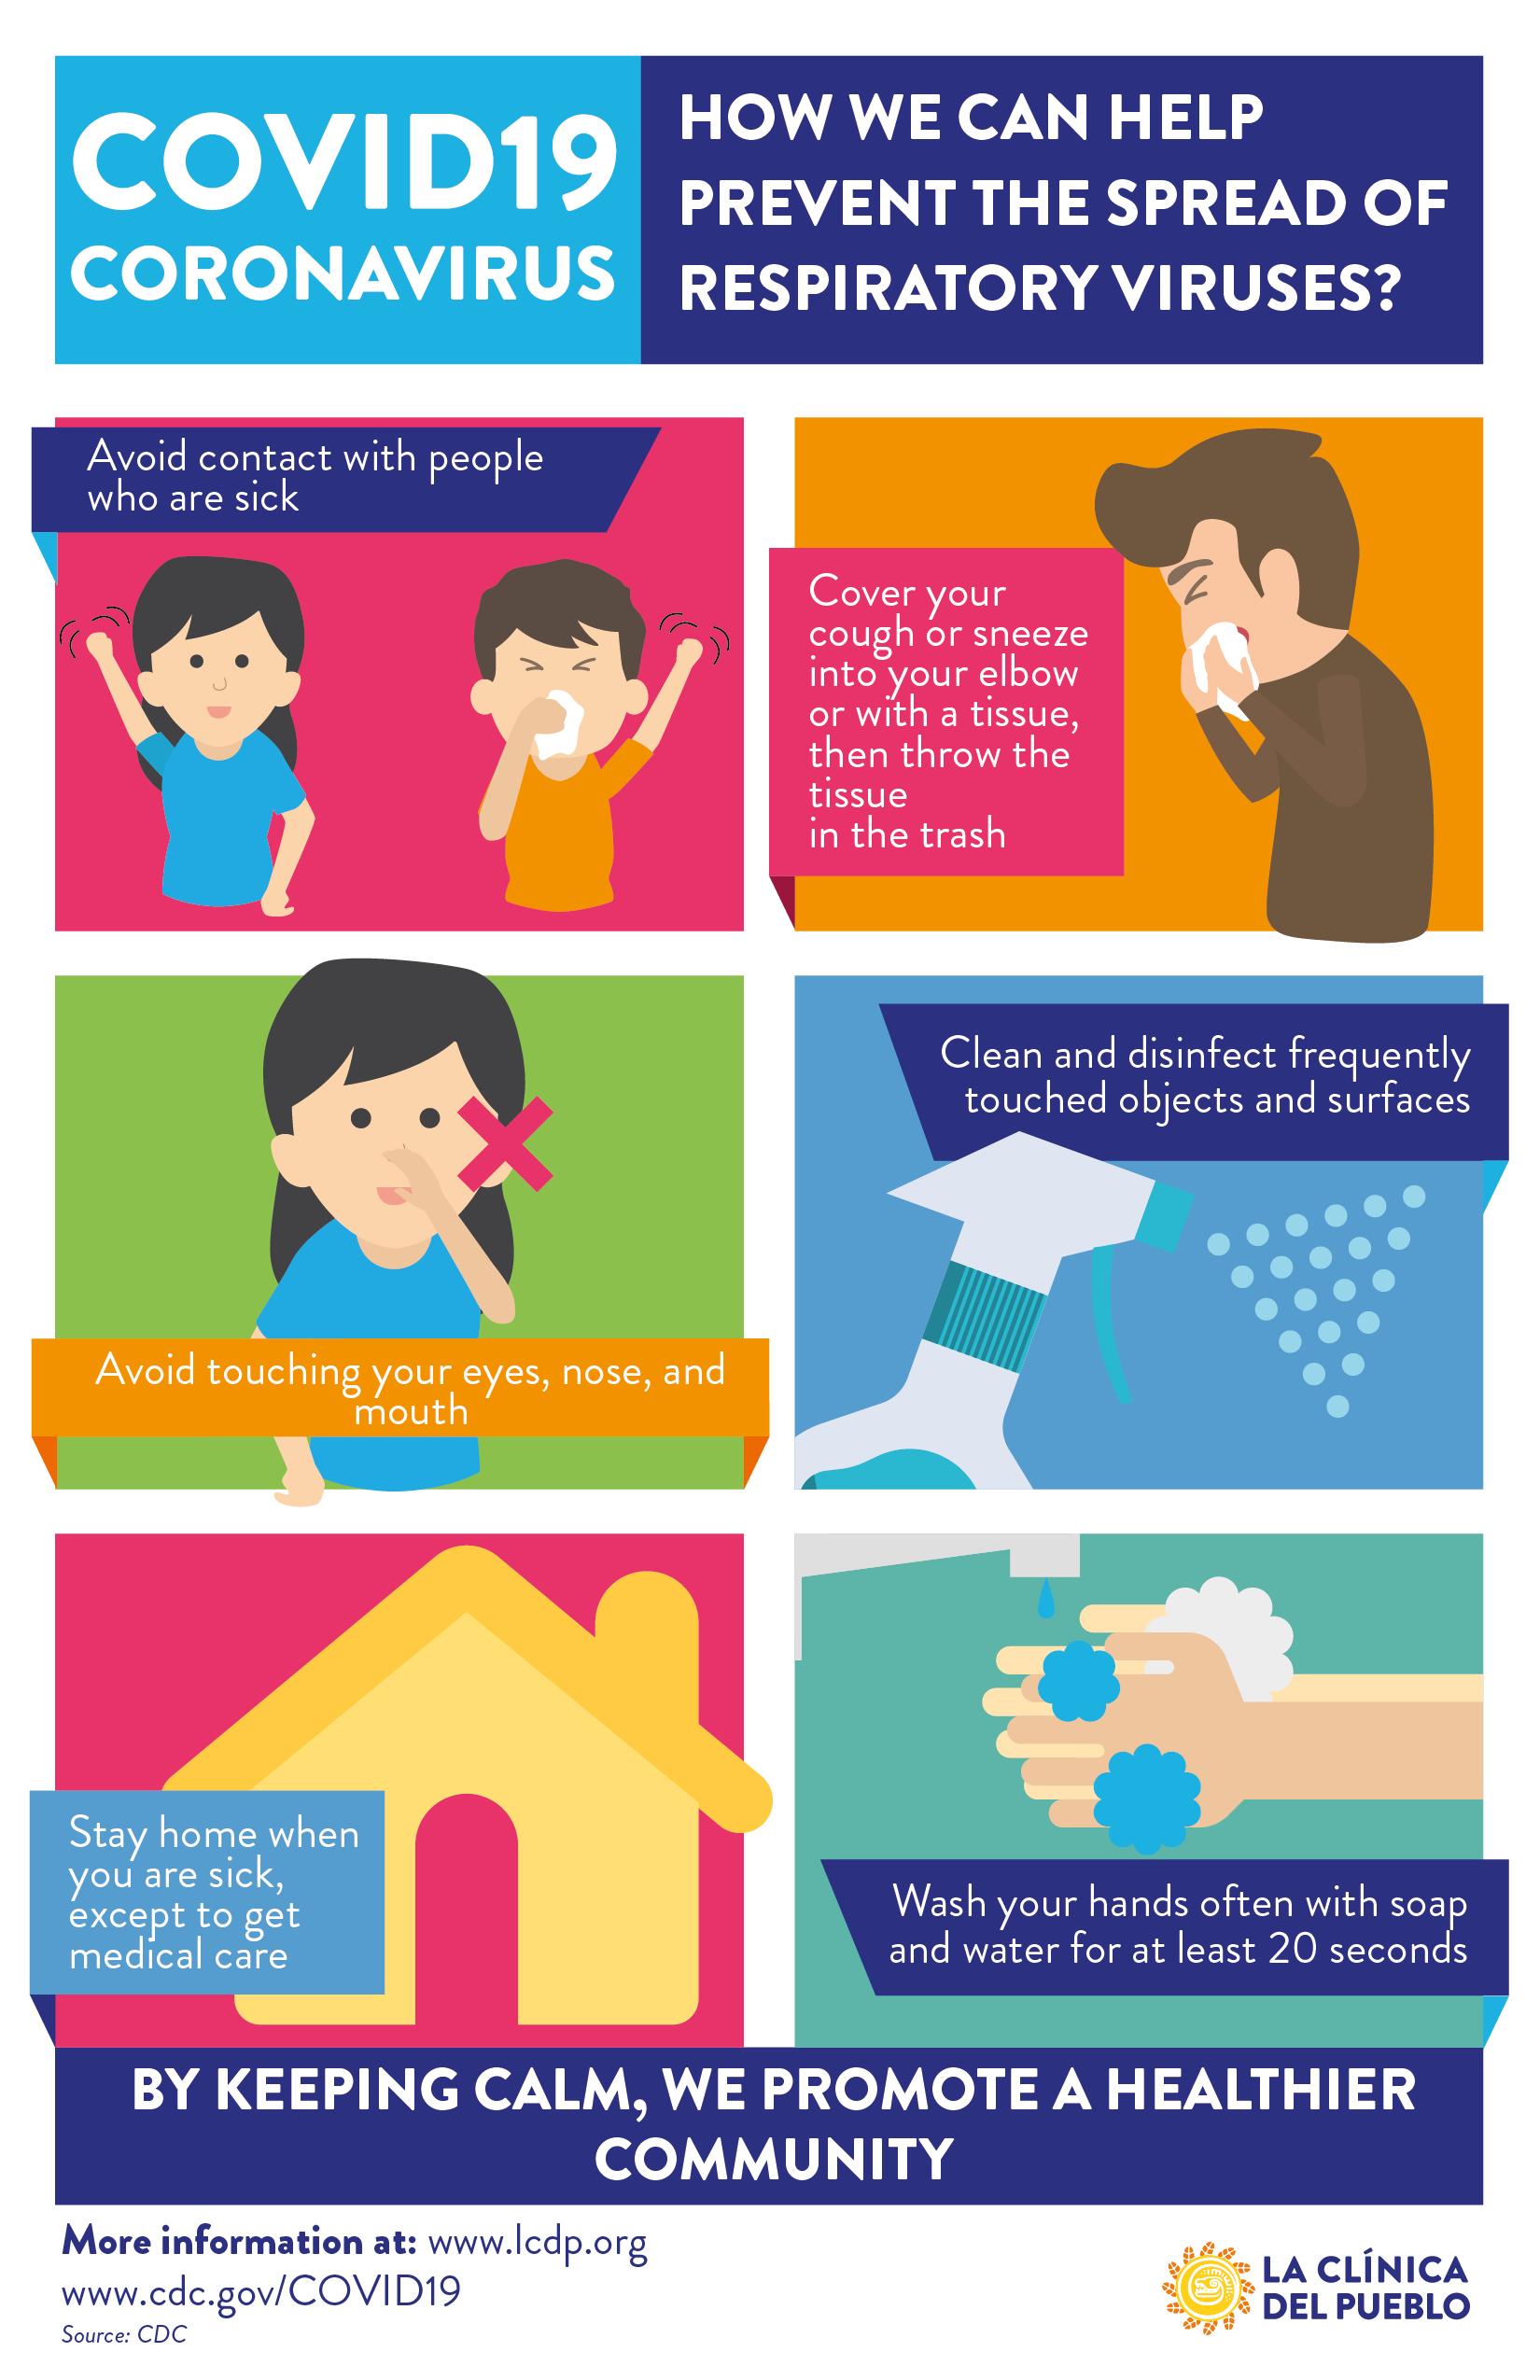 COVID19
CORONAVIRUS
HOW WE CAN HELP
PREVENT THE SPREAD OF
RESPIRATORY VIRUSES?
Avoid contact with people
who are sick
Cover your
cough or sneeze
into your elbow
or with a tissue,
then throw the
tissue
in the trash
Avoid touching your eyes, nose, and
mouth
Clean and disinfect frequently
touched objects and surfaces
Stay home when
you are sick,
except to get
medical care
Wash your hands often with soap
and water for at least 20 seconds
BY KEEPING CALM, WE PROMOTE A HEALTHIER
COMMUNITY
More information at: www.lcdp.org
www.cdc.gov/COVID19
Source: CDC
LA CLÍNICA
DEL PUEBLO